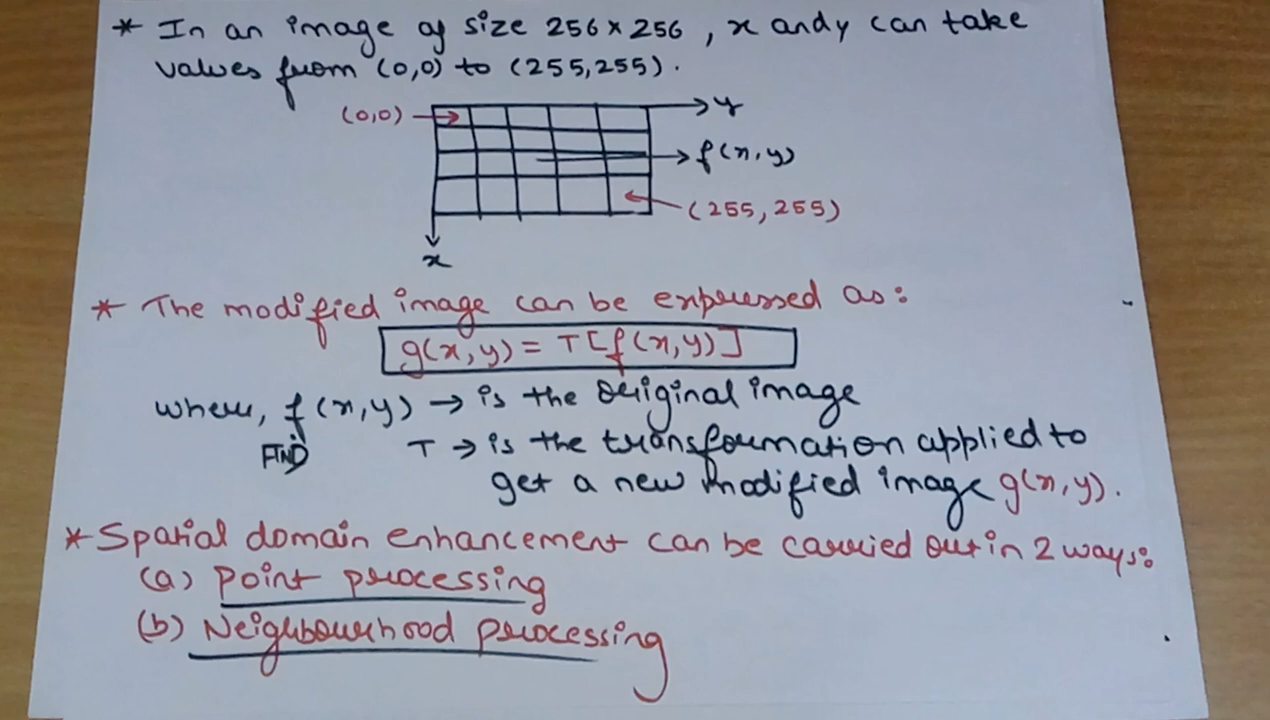 * In an image of size 256 × 256 , x and y can take
values from (0,0) to (255,255) .
(0,0)
y
f(x,y)
(255,255)
x
* The modified image can be expressed as:
g(x,y) = T[f(x,y)]
where, f(x,y) → is the original image
AND
T → is the transformation applied to
get a new modified image g(x,y).
* Spatial domain enhancement can be carried out in 2 ways:
(a) Point processing
(b) Neighbourhood processing